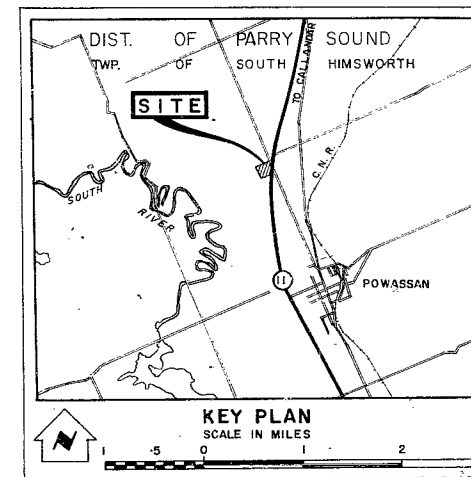 DIST. OF PARRY SOUND
TWP. OF SOUTH HIMSWORTH
SITE
TO CALLANDER
C.N.R.
SOUTH
RIVER
11
POWASSAN
N
KEY PLAN
SCALE IN MILES
1 .5 0 1 2